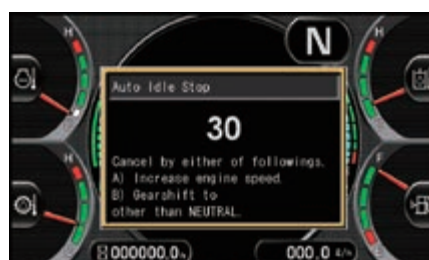 N
H
H
Auto Idle Stop
30
Cancel by either of followings.
A) Increase engine speed.
B) Gearshift to
other than NEUTRAL.
H
F
E
000000.0h
000.0